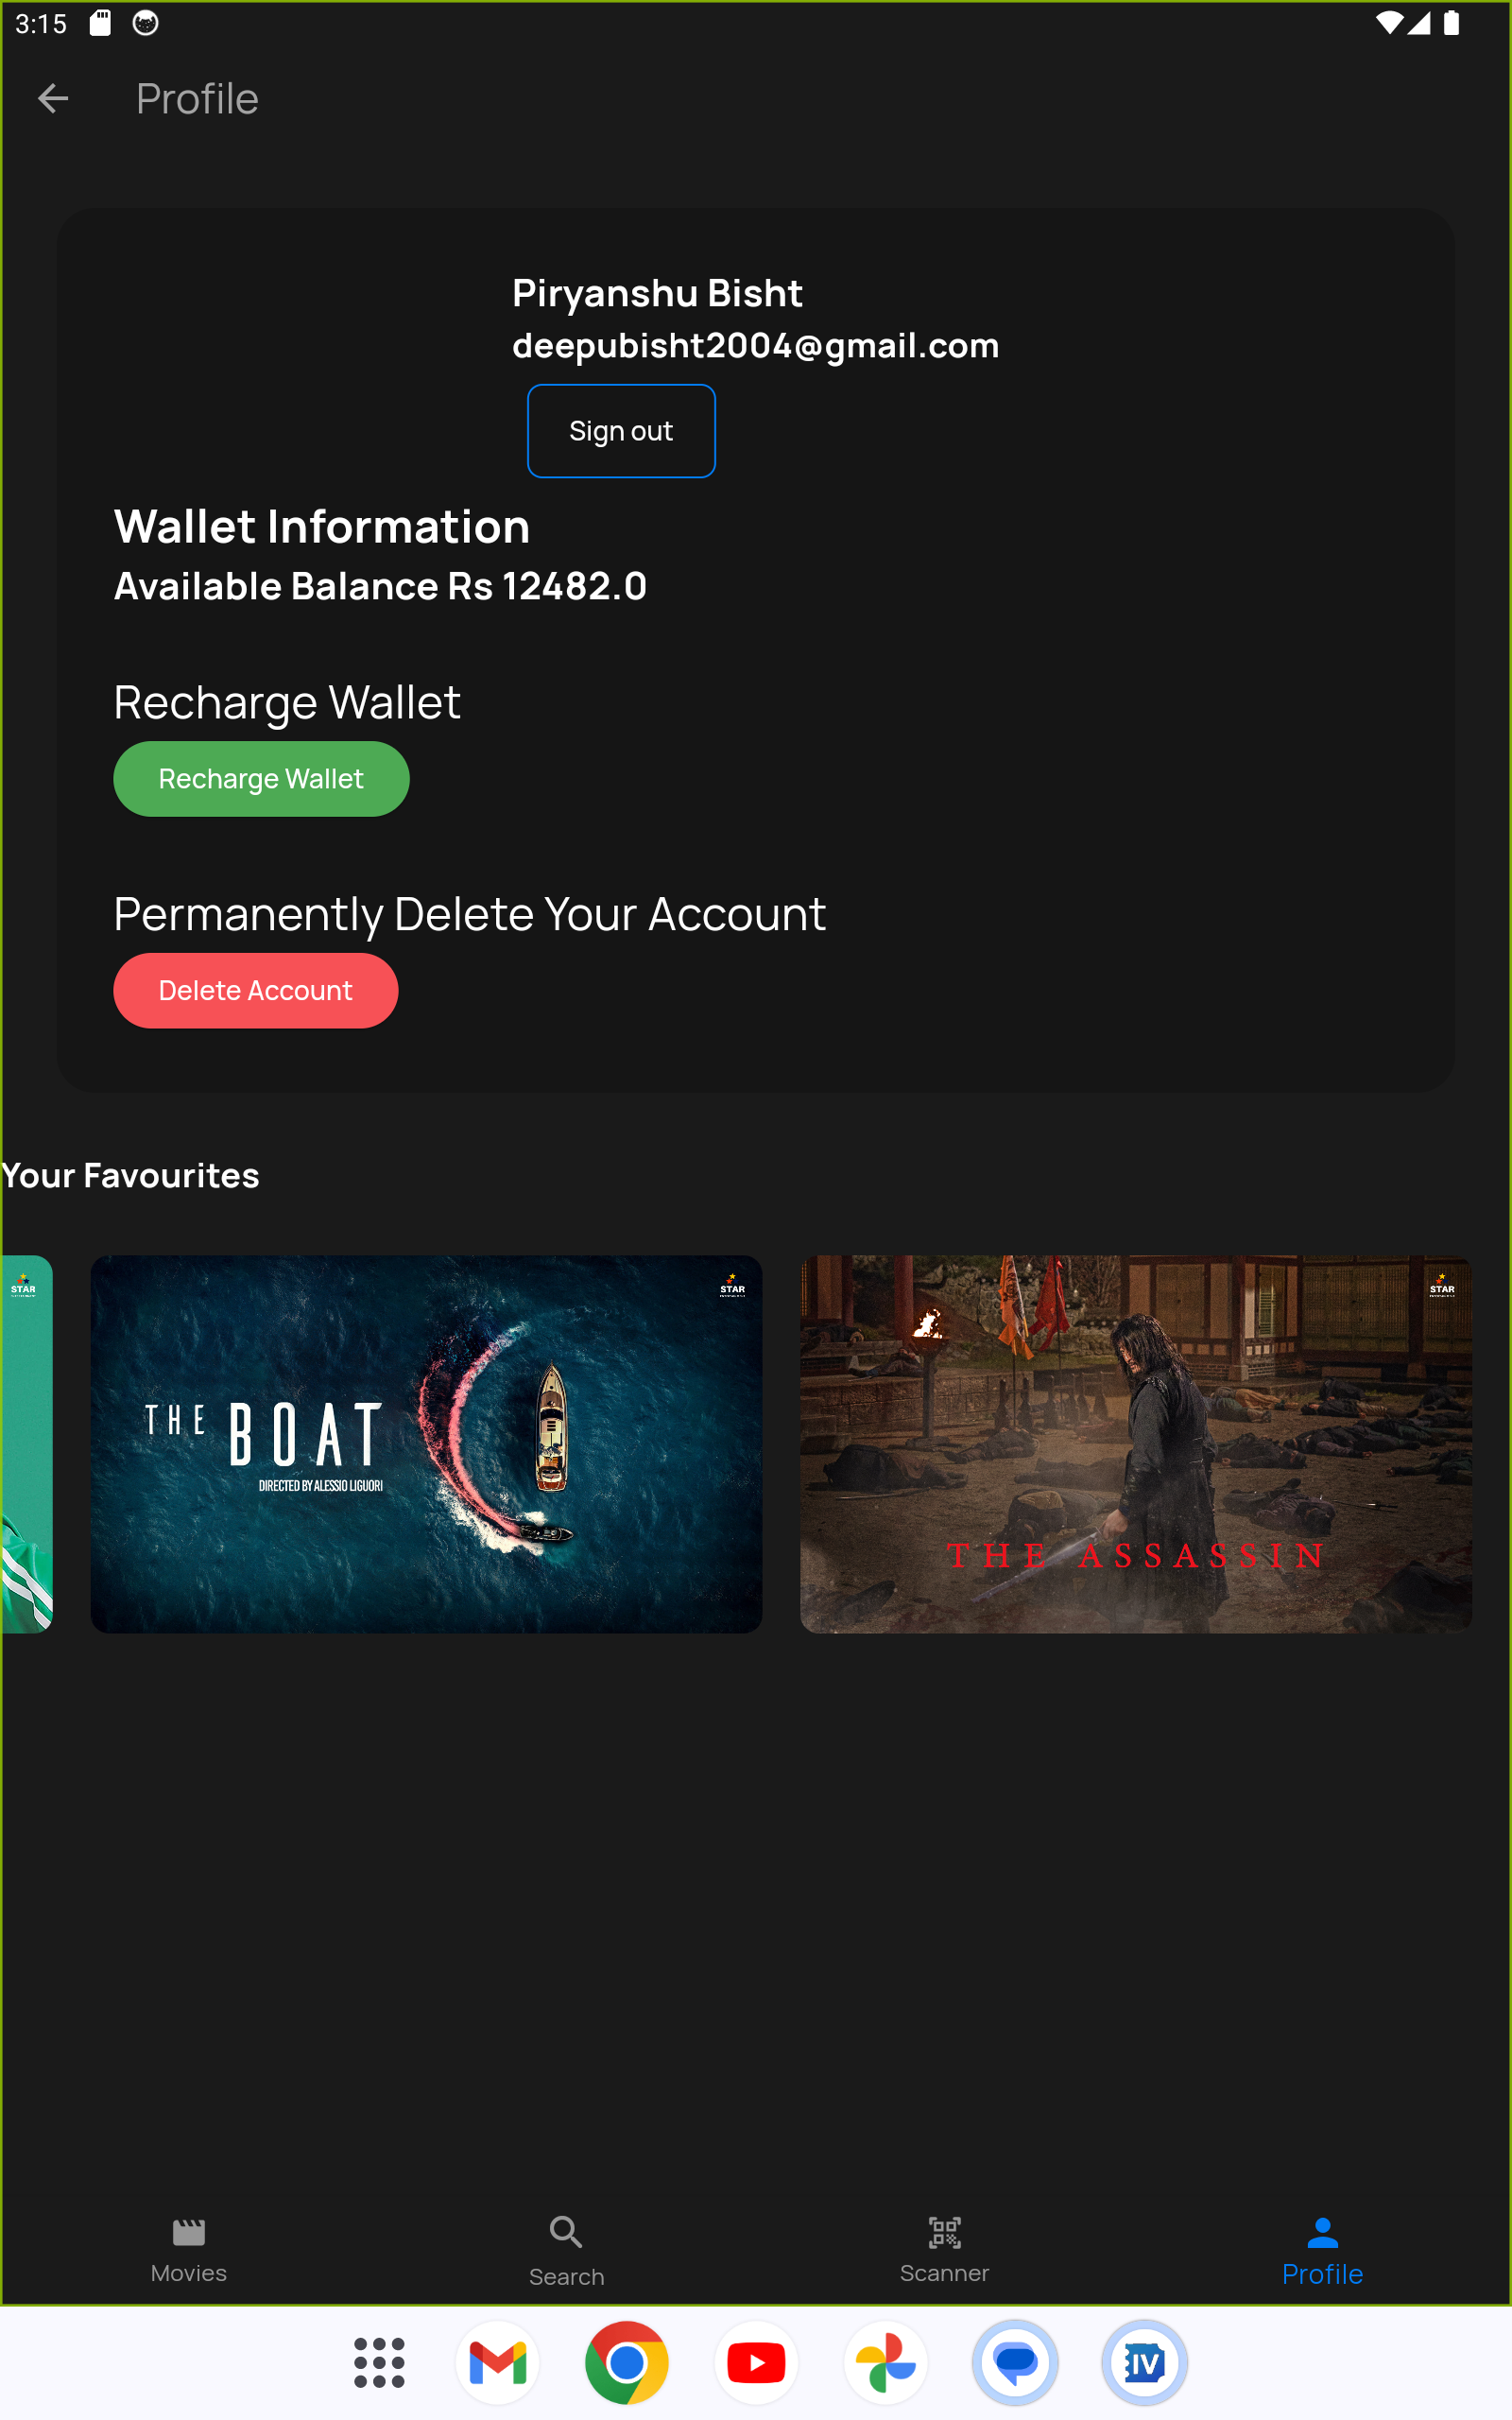 3:15
Profile
Piryanshu Bisht
deepubisht2004@gmail.com
Sign out
Wallet Information
Available Balance Rs 12482.0
Recharge Wallet
Recharge Wallet
Permanently Delete Your Account
Delete Account
Your Favourites
STAR
STAR
STAR
THE BOAT
DIRECTED BY ALESSIO LIGUORI
THE ASSASSIN
Movies
Search
Scanner
Profile
IV